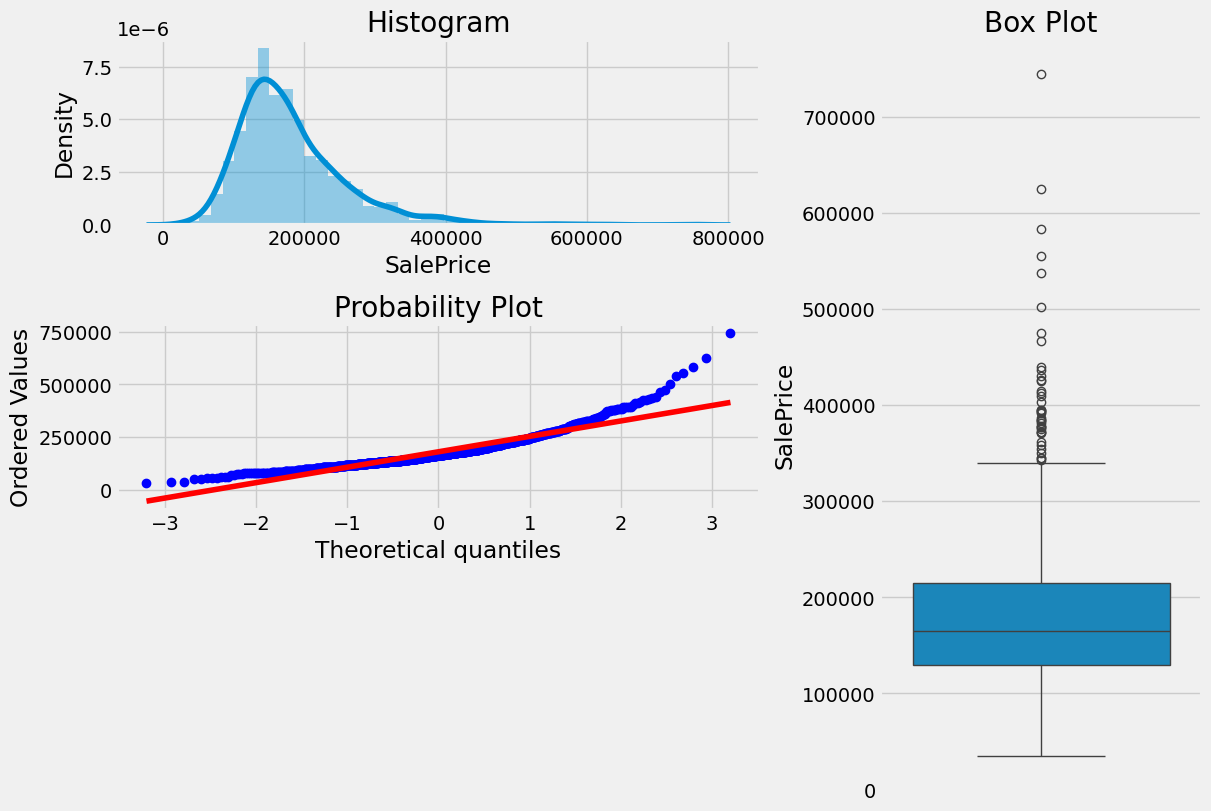 Histogram
1e−6
7.5
5.0
2.5
0.0
Density
0 200000 400000 600000 800000
SalePrice
Probability Plot
750000
500000
250000
0
Ordered Values
−3 −2 −1 0 1 2 3
Theoretical quantiles
Box Plot
700000
600000
500000
400000
300000
200000
100000
0
SalePrice